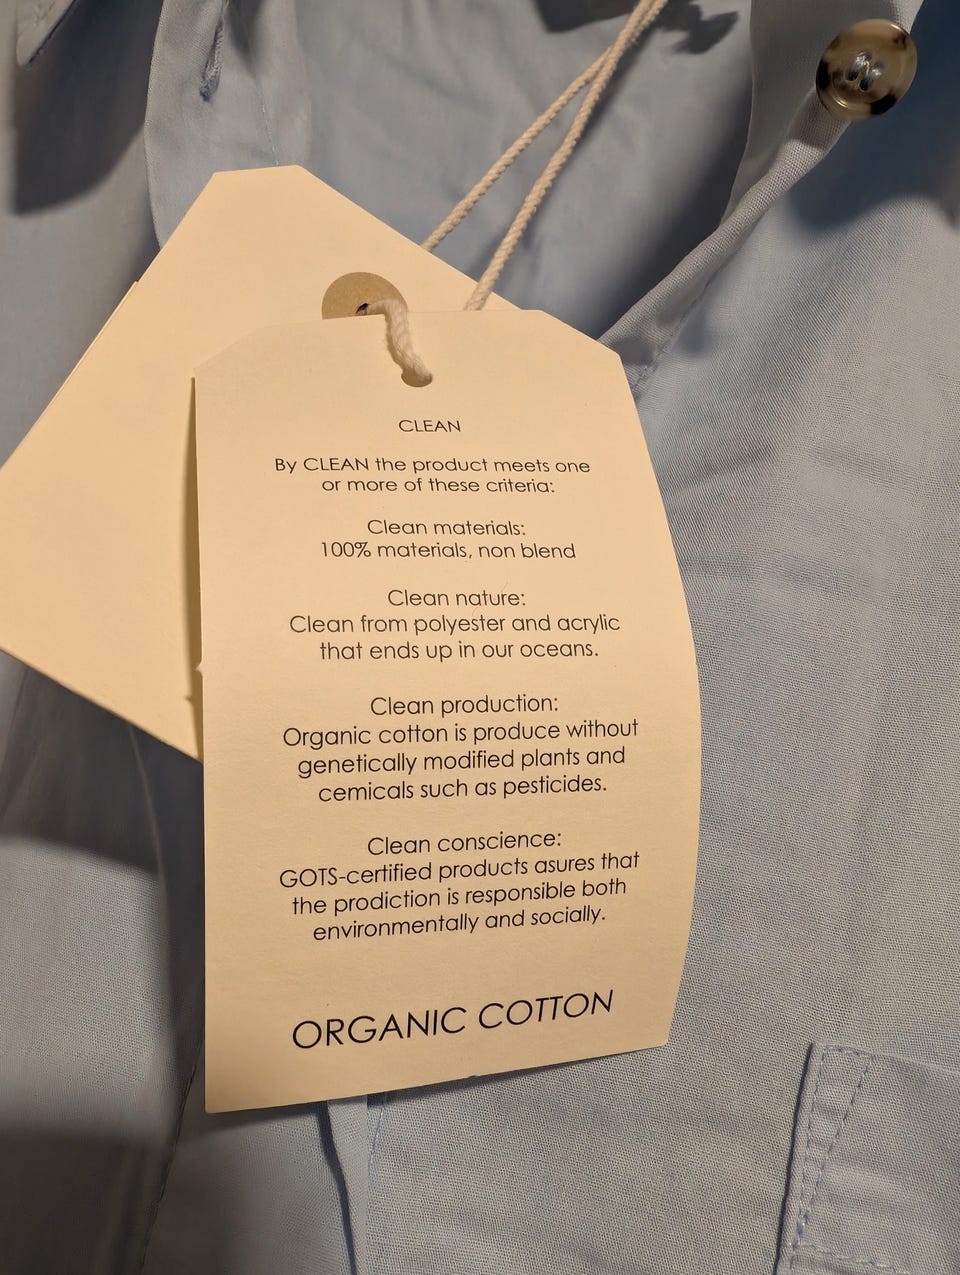 CLEAN
By CLEAN the product meets one
or more of these criteria:
Clean materials:
100% materials, non blend
Clean nature:
Clean from polyester and acrylic
that ends up in our oceans.
Clean production:
Organic cotton is produce without
genetically modified plants and
cemicals such as pesticides.
Clean conscience:
GOTS-certified products asures that
the prodiction is responsible both
environmentally and socially.
ORGANIC COTTON